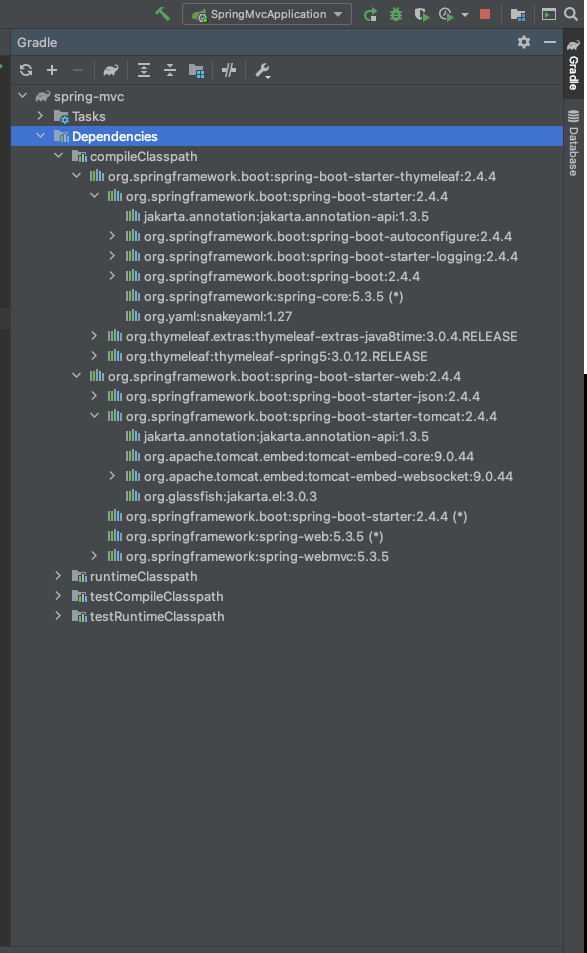 SpringMvcApplication
Gradle
spring-mvc
Tasks
Dependencies
compileClasspath
org.springframework.boot:spring-boot-starter-thymeleaf:2.4.4
org.springframework.boot:spring-boot-starter:2.4.4
jakarta.annotation:jakarta.annotation-api:1.3.5
org.springframework.boot:spring-boot-autoconfigure:2.4.4
org.springframework.boot:spring-boot-starter-logging:2.4.4
org.springframework.boot:spring-boot:2.4.4
org.springframework:spring-core:5.3.5 (*)
org.yaml:snakeyaml:1.27
org.thymeleaf.extras:thymeleaf-extras-java8time:3.0.4.RELEASE
org.thymeleaf:thymeleaf-spring5:3.0.12.RELEASE
org.springframework.boot:spring-boot-starter-web:2.4.4
org.springframework.boot:spring-boot-starter-json:2.4.4
org.springframework.boot:spring-boot-starter-tomcat:2.4.4
jakarta.annotation:jakarta.annotation-api:1.3.5
org.apache.tomcat.embed:tomcat-embed-core:9.0.44
org.apache.tomcat.embed:tomcat-embed-websocket:9.0.44
org.glassfish:jakarta.el:3.0.3
org.springframework.boot:spring-boot-starter:2.4.4 (*)
org.springframework:spring-web:5.3.5 (*)
org.springframework:spring-webmvc:5.3.5
runtimeClasspath
testCompileClasspath
testRuntimeClasspath
Gradle
Database